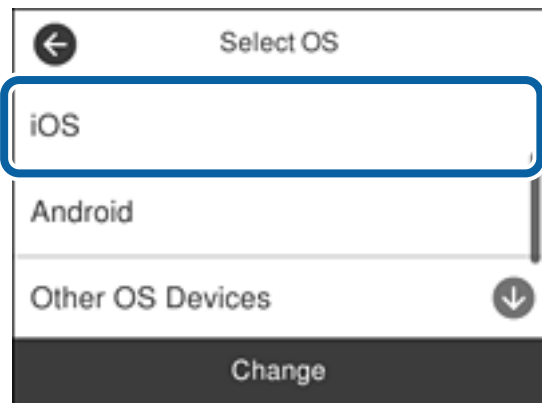 Select OS
iOS
Android
Other OS Devices
Change